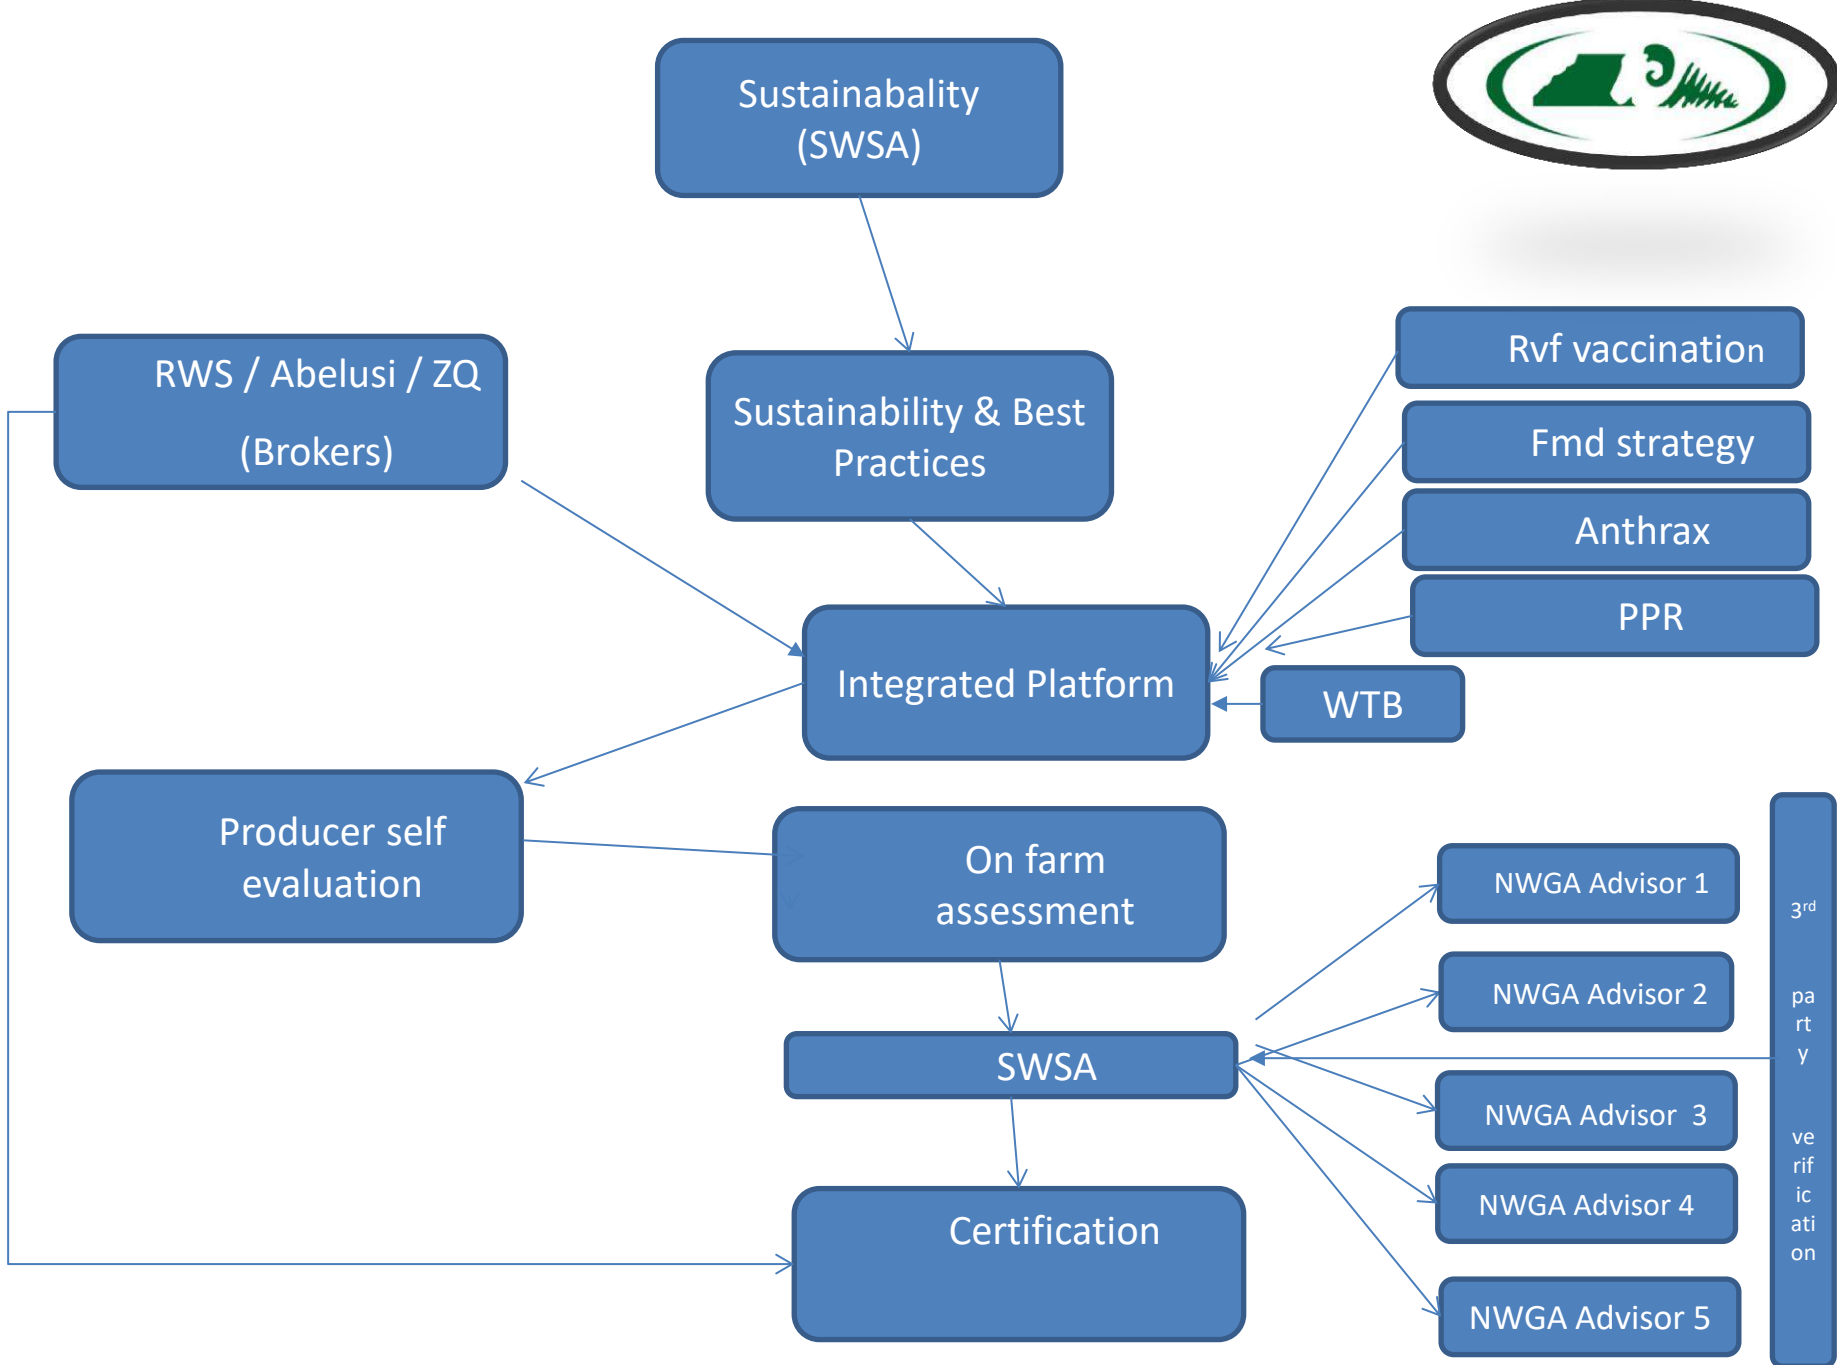 Sustainabality
(SWSA)
RWS / Abelusi / ZQ
(Brokers)
Sustainability & Best
Practices
Rvf vaccination
Fmd strategy
Anthrax
PPR
Integrated Platform
WTB
Producer self
evaluation
On farm
assessment
SWSA
Certification
NWGA Advisor 1
NWGA Advisor 2
NWGA Advisor  3
NWGA Advisor 4
NWGA Advisor 5
3rd
pa
rt
y
ve
rif
ic
ati
on